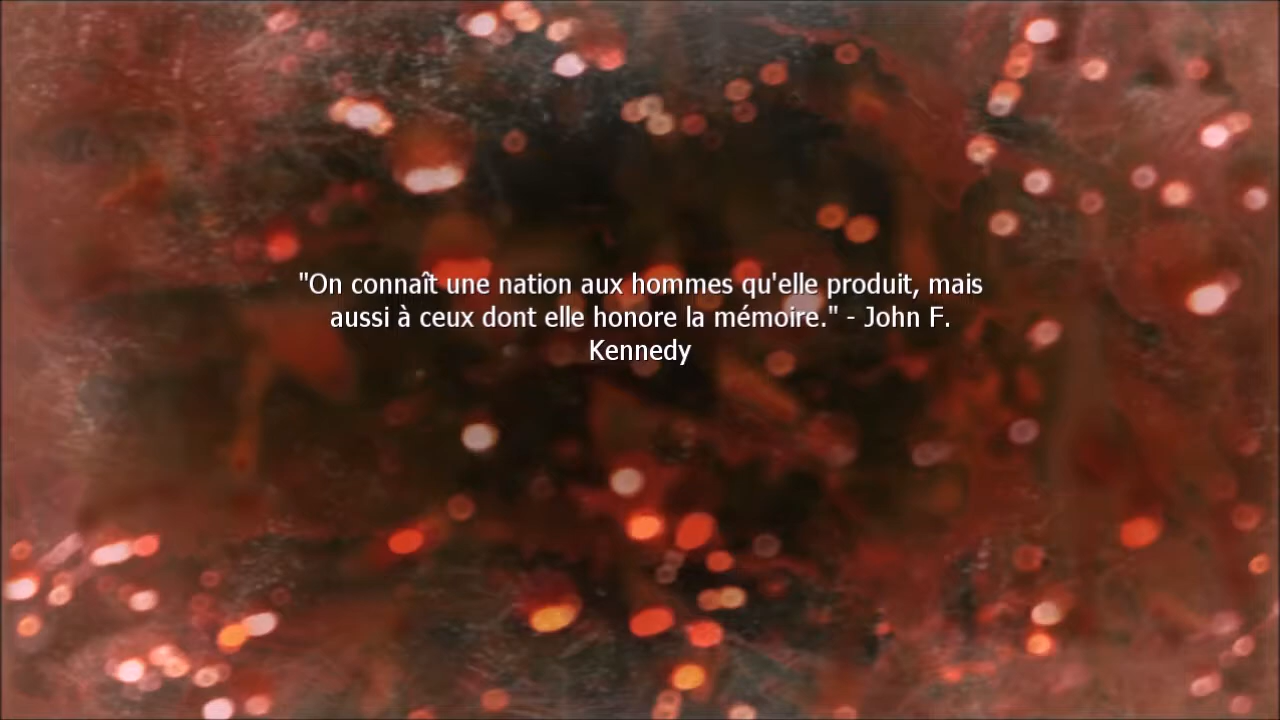 "On connaît une nation aux hommes qu'elle produit, mais
aussi à ceux dont elle honore la mémoire." - John F.
Kennedy